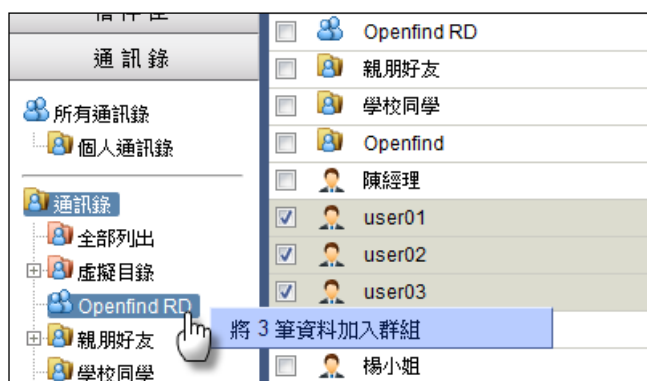 通 訊 錄
所有通訊錄
個人通訊錄
通訊錄
全部列出
虛擬目錄
Openfind RD
親朋好友
學校同學
Openfind RD
親朋好友
學校同學
Openfind
陳經理
user01
user02
user03
將 3 筆資料加入群組
楊小姐